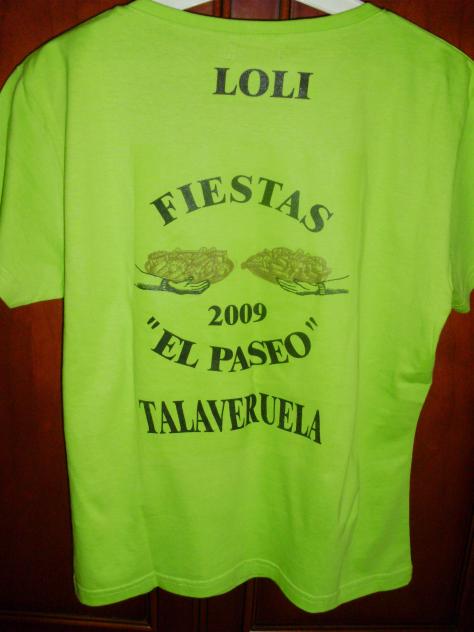 LOLI
FIESTAS
2009
"EL PASEO"
TALAVERUELA